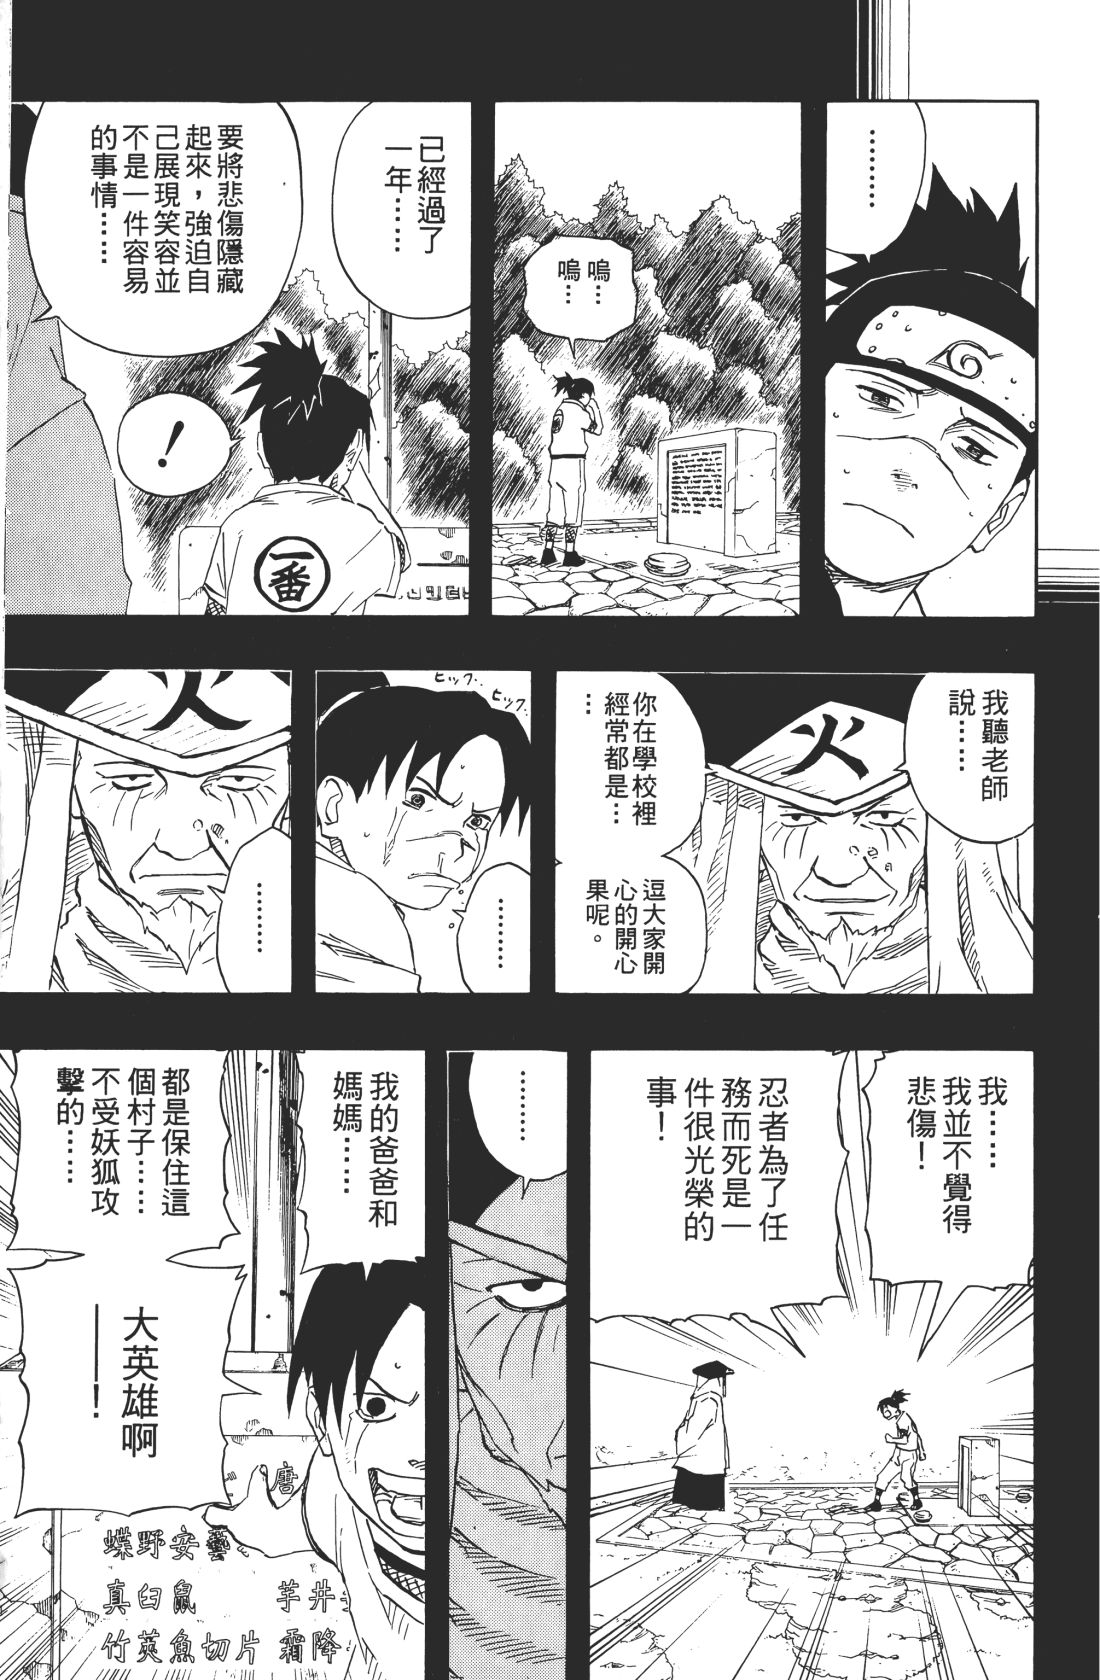 ………
嗚…
嗚…
已經過了
一年……
要將悲傷隱藏
起來，強迫自
己展現笑容並
不是一件容易
的事情……
！
一番
我聽老師
說……
火
你在學校裡
經常都是…
…
逗大家開
心的開心
果呢。
ヒック‥
ヒック‥
………
火
………
我……
我並不覺得
悲傷！
忍者為了任
務而死是一
件很光榮的
事！
………
我的爸爸和
媽媽……
都是保住這
個村子……
不受妖狐攻
擊的……
大英雄啊
——！
唐
蝶野安藝
真臼鼠
芋井
竹莢魚切片
霜降